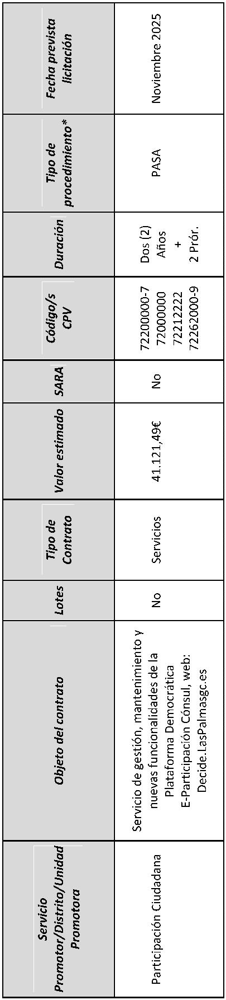 Servicio
Promotor/Distrito/Unidad
Promotora
Objeto del contrato
Lotes
Tipo de
Contrato
Valor estimado
SARA
Código/s
CPV
Duración
Tipo de
procedimiento*
Fecha prevista
licitación
Participación Ciudadana
Servicio de gestión, mantenimiento y
nuevas funcionalidades de la
Plataforma Democrática
E-Participación Cónsul, web:
Decide.LasPalmasgc.es
No
Servicios
41.121,49€
No
72200000-7
72000000
72212222
72262000-9
Dos (2)
Años
+
2 Prór.
PASA
Noviembre 2025